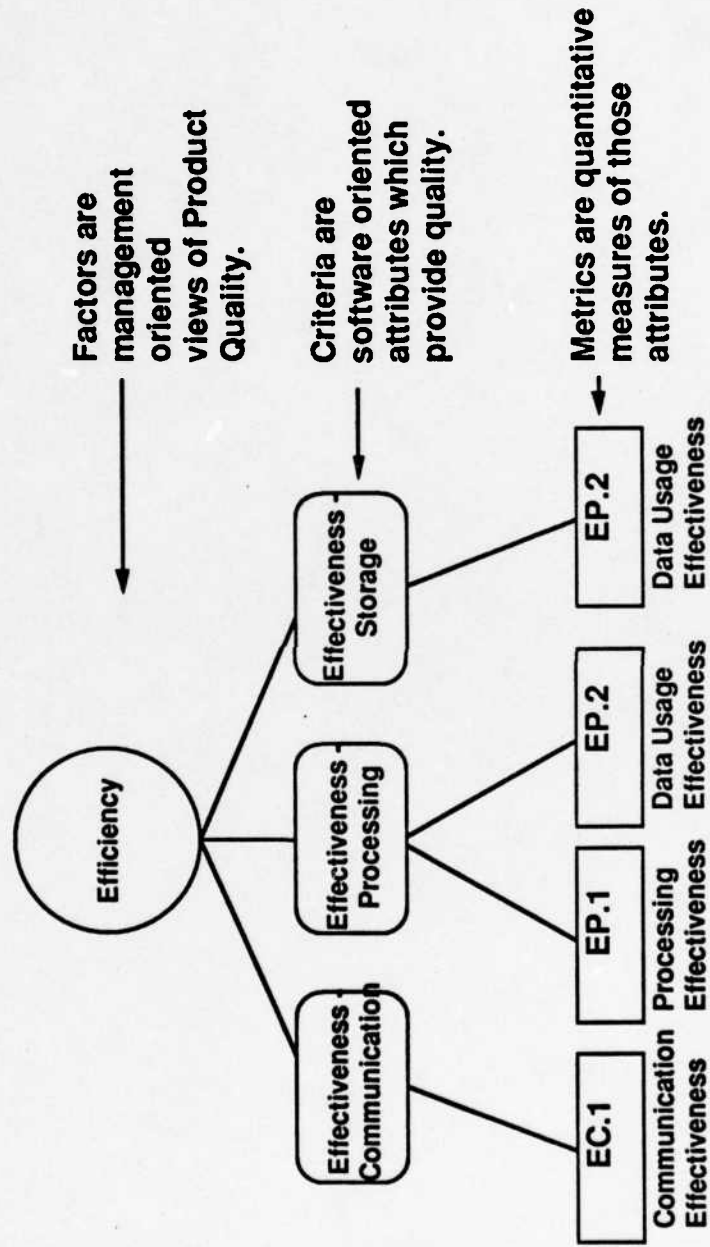 Efficiency
Factors are
management
oriented
views of Product
Quality.
Effectiveness -
Communication
Effectiveness -
Processing
Effectiveness -
Storage
Criteria are
software oriented
attributes which
provide quality.
EC.1
Communication
Effectiveness
EP.1
Processing
Effectiveness
EP.2
Data Usage
Effectiveness
EP.2
Data Usage
Effectiveness
Metrics are quantitative
measures of those
attributes.